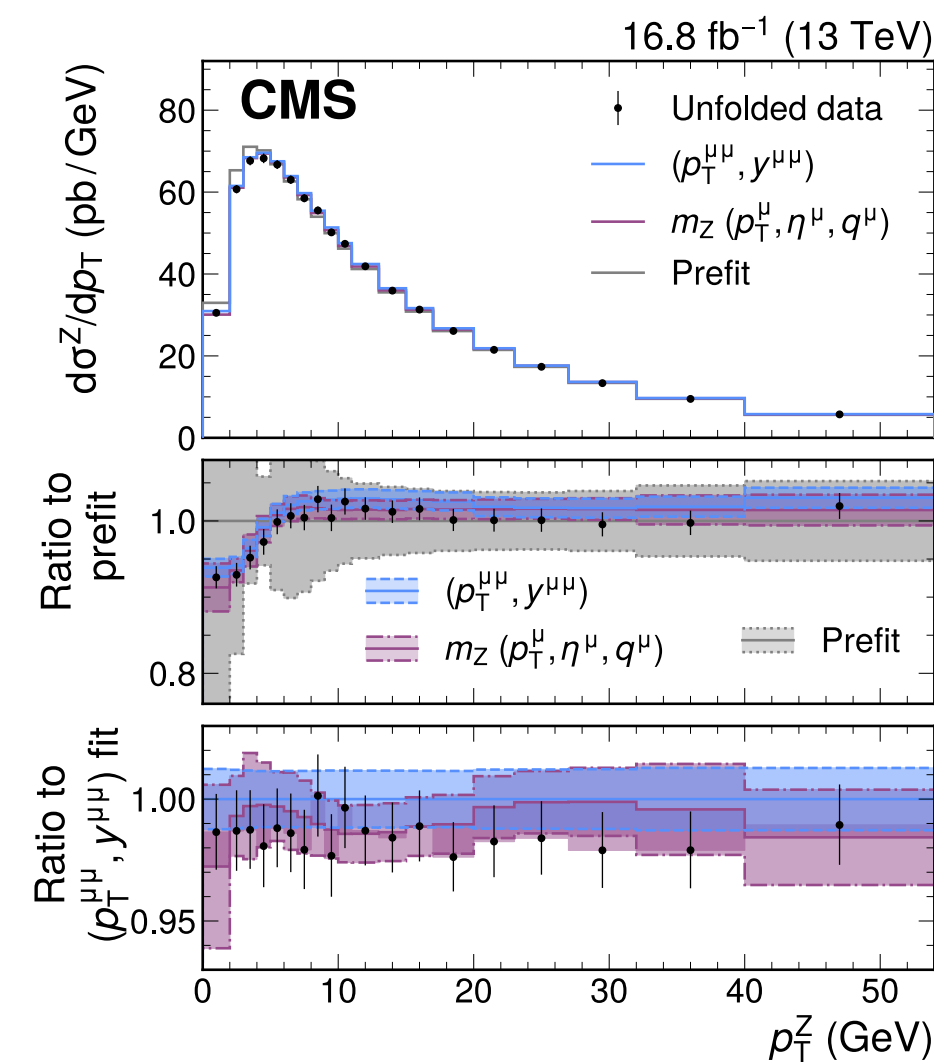 16.8 fb⁻¹ (13 TeV)
CMS
dσ^Z/dp_T (pb/GeV)
80
60
40
20
0
Unfolded data
(p_T^μμ, y^μμ)
m_Z (p_T^μ, η^μ, q^μ)
Prefit
Ratio to
prefit
1.0
0.8
(p_T^μμ, y^μμ)
m_Z (p_T^μ, η^μ, q^μ)
Prefit
Ratio to
(p_T^μμ, y^μμ) fit
1.00
0.95
0 10 20 30 40 50
p_T^Z (GeV)